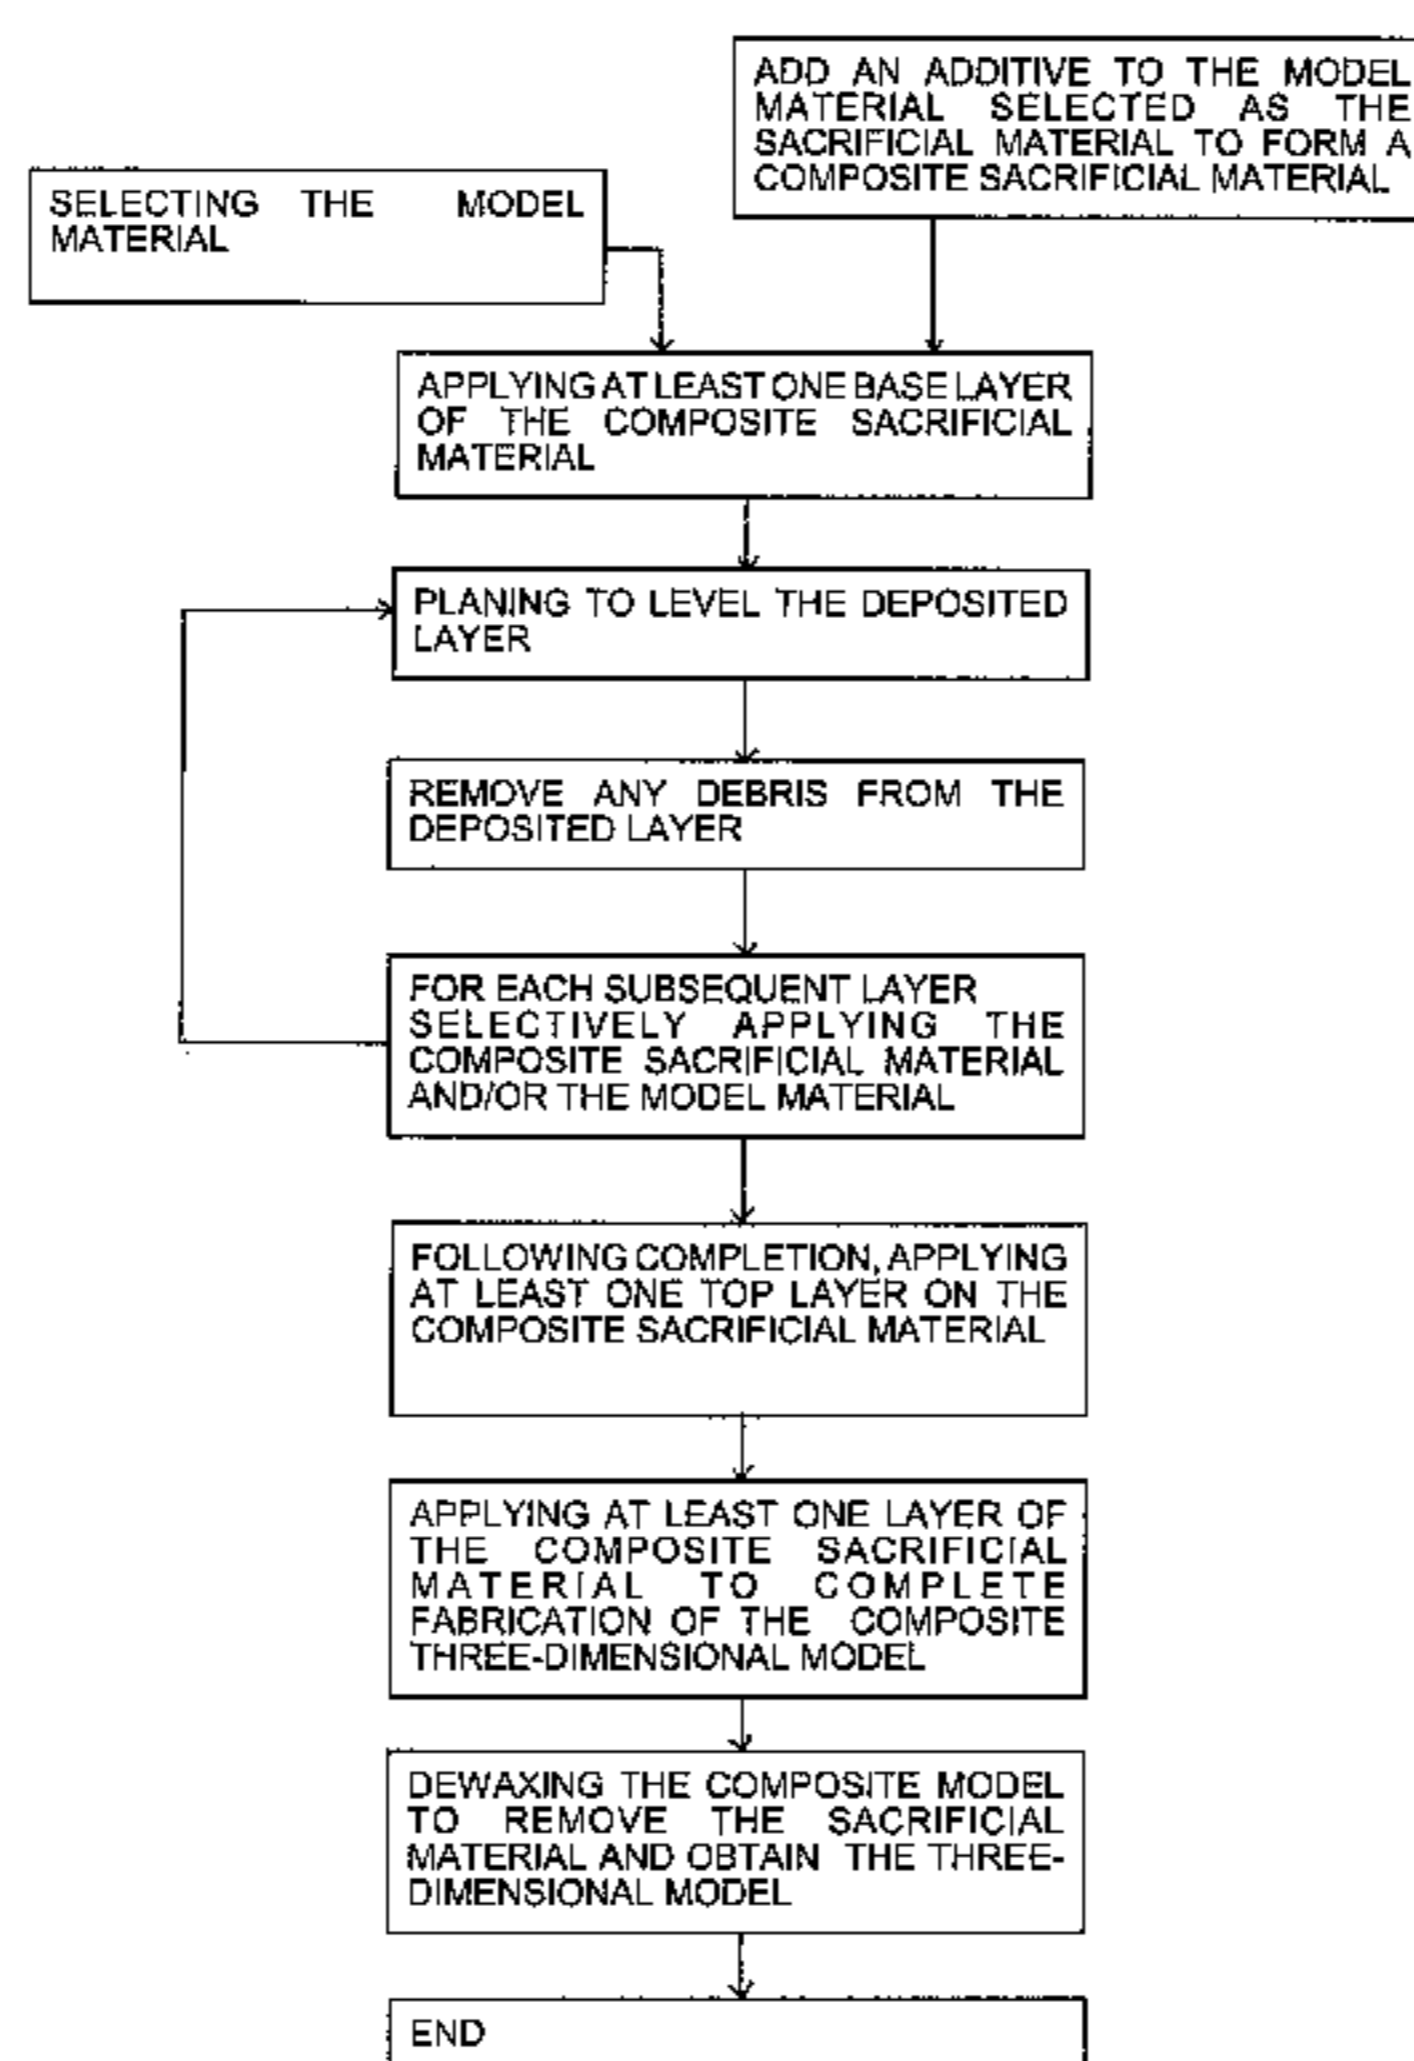 ADD AN ADDITIVE TO THE MODEL
MATERIAL SELECTED AS THE
SACRIFICIAL MATERIAL TO FORM A
COMPOSITE SACRIFICIAL MATERIAL
SELECTING THE MODEL
MATERIAL
APPLYING AT LEAST ONE BASE LAYER
OF THE COMPOSITE SACRIFICIAL
MATERIAL
PLANING TO LEVEL THE DEPOSITED
LAYER
REMOVE ANY DEBRIS FROM THE
DEPOSITED LAYER
FOR EACH SUBSEQUENT LAYER
SELECTIVELY APPLYING THE
COMPOSITE SACRIFICIAL MATERIAL
AND/OR THE MODEL MATERIAL
FOLLOWING COMPLETION, APPLYING
AT LEAST ONE TOP LAYER ON THE
COMPOSITE SACRIFICIAL MATERIAL
APPLYING AT LEAST ONE LAYER OF
THE COMPOSITE SACRIFICIAL
MATERIAL TO COMPLETE
FABRICATION OF THE COMPOSITE
THREE-DIMENSIONAL MODEL
DEWAXING THE COMPOSITE MODEL
TO REMOVE THE SACRIFICIAL
MATERIAL AND OBTAIN THE THREE-
DIMENSIONAL MODEL
END